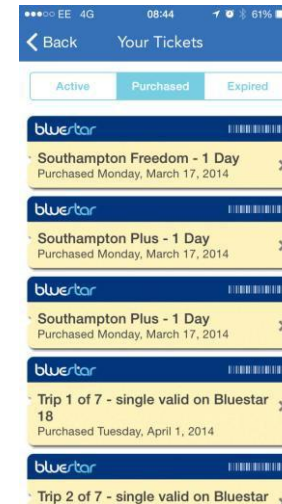 EE 4G 08:44 61%
Back Your Tickets
Active Purchased Expired
bluestar
Southampton Freedom - 1 Day
Purchased Monday, March 17, 2014
bluestar
Southampton Plus - 1 Day
Purchased Monday, March 17, 2014
bluestar
Southampton Plus - 1 Day
Purchased Monday, March 17, 2014
bluestar
Trip 1 of 7 - single valid on Bluestar
18
Purchased Tuesday, April 1, 2014
bluestar
Trip 2 of 7 - single valid on Bluestar